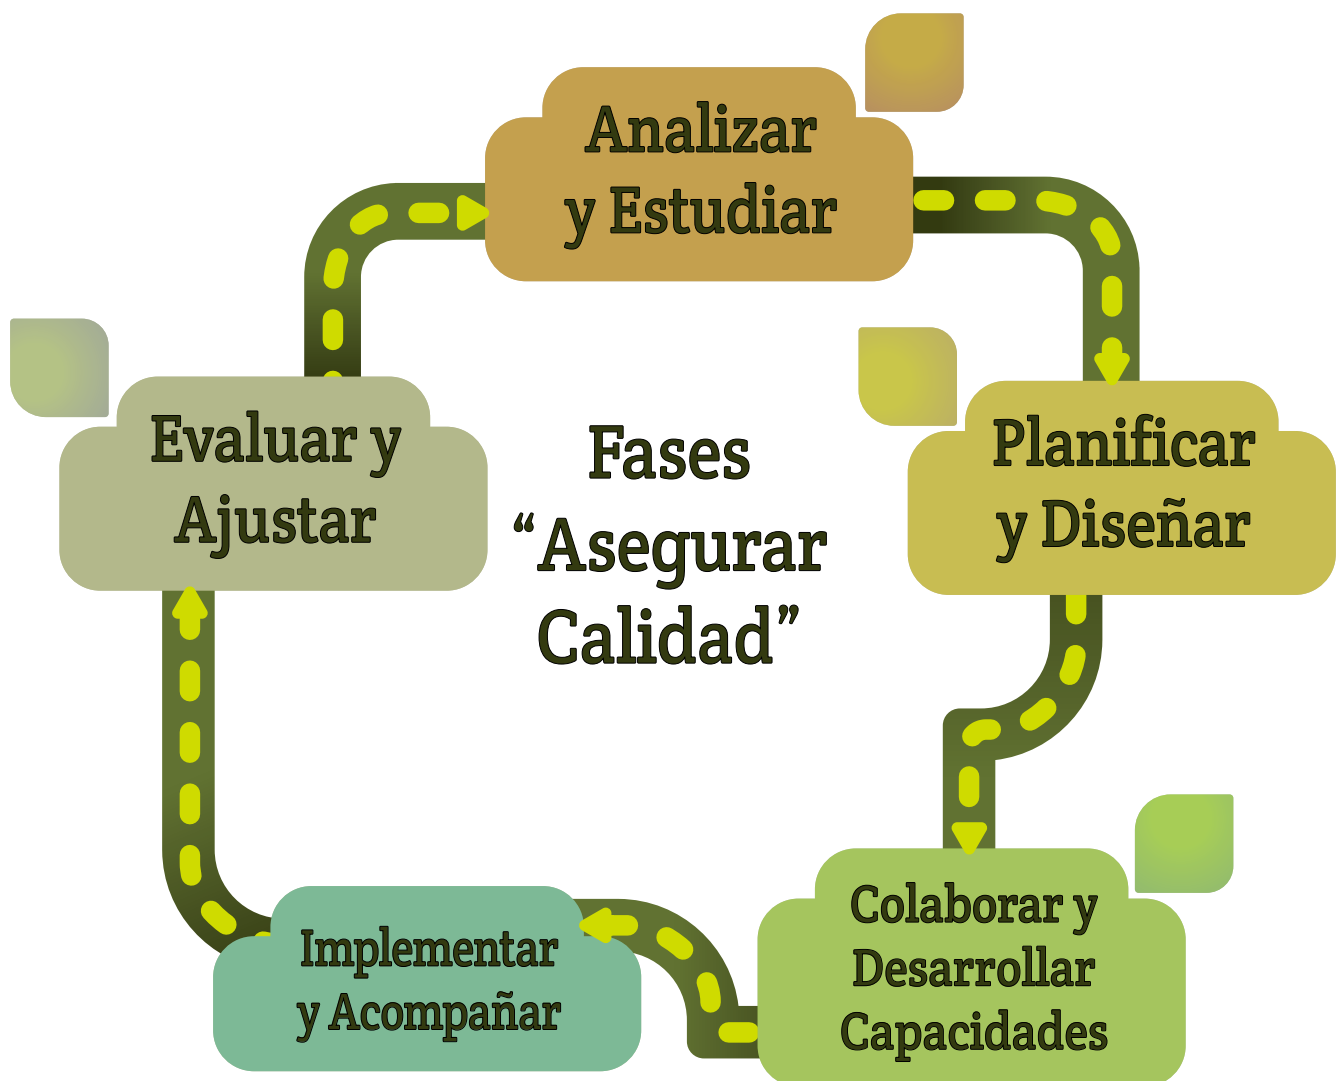 Analizar
y Estudiar
Evaluar y
Ajustar
Fases
“Asegurar
Calidad”
Planificar
y Diseñar
Colaborar y
Desarrollar
Capacidades
Implementar
y Acompañar